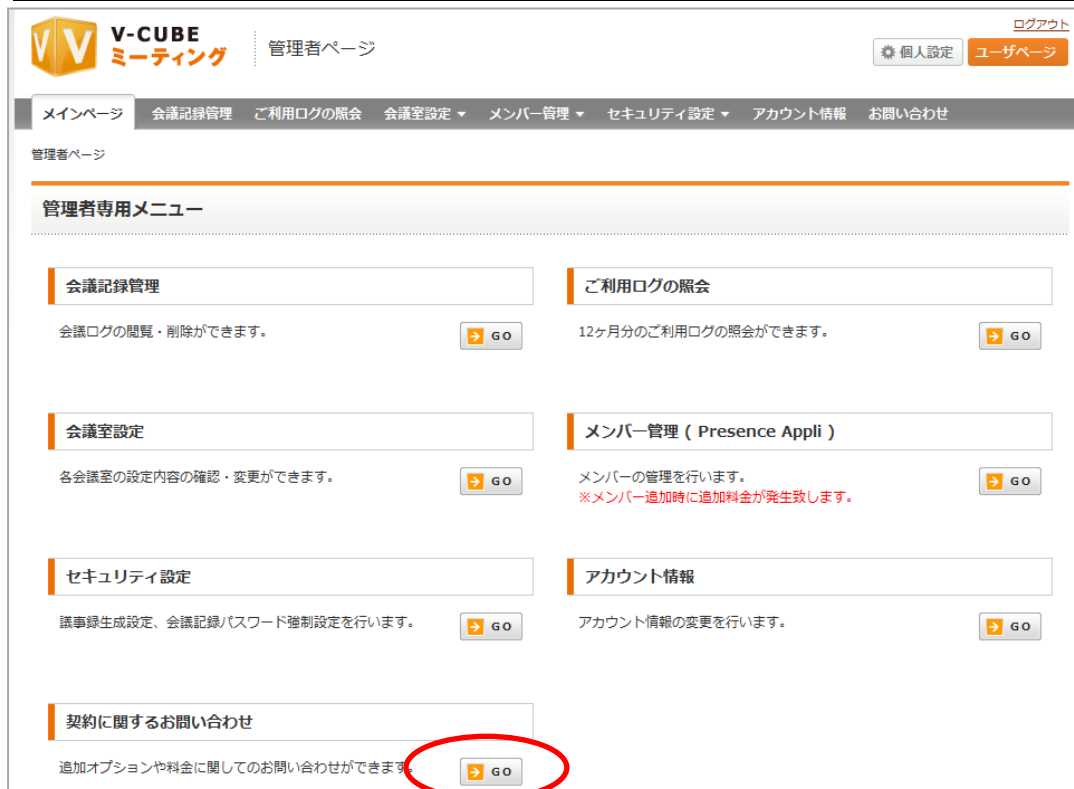 ログアウト
V-CUBE
ミーティング
管理者ページ
個人設定
ユーザページ
メインページ 会議記録管理 ご利用ログの照会 会議室設定 ▼ メンバー管理 ▼ セキュリティ設定 ▼ アカウント情報 お問い合わせ
管理者ページ
管理者専用メニュー
会議記録管理
会議ログの閲覧・削除ができます。
GO
ご利用ログの照会
12ヶ月分のご利用ログの照会ができます。
GO
会議室設定
各会議室の設定内容の確認・変更ができます。
GO
メンバー管理 ( Presence Appli )
メンバーの管理を行います。
※メンバー追加時に追加料金が発生致します。
GO
セキュリティ設定
議事録生成設定、会議記録パスワード強制設定を行います。
GO
アカウント情報
アカウント情報の変更を行います。
GO
契約に関するお問い合わせ
追加オプションや料金に関してのお問い合わせができます。
GO